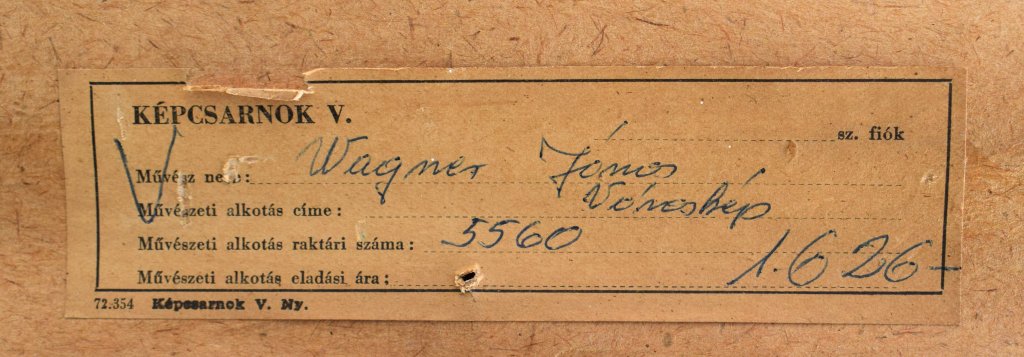 KÉPCSARNOK V.
sz. fiók
Művész neve: Wagner János
Művészeti alkotás címe: Városkép
Művészeti alkotás raktári száma: 5560
Művészeti alkotás eladási ára: 1.626-
72.354 Képcsarnok V. Ny.